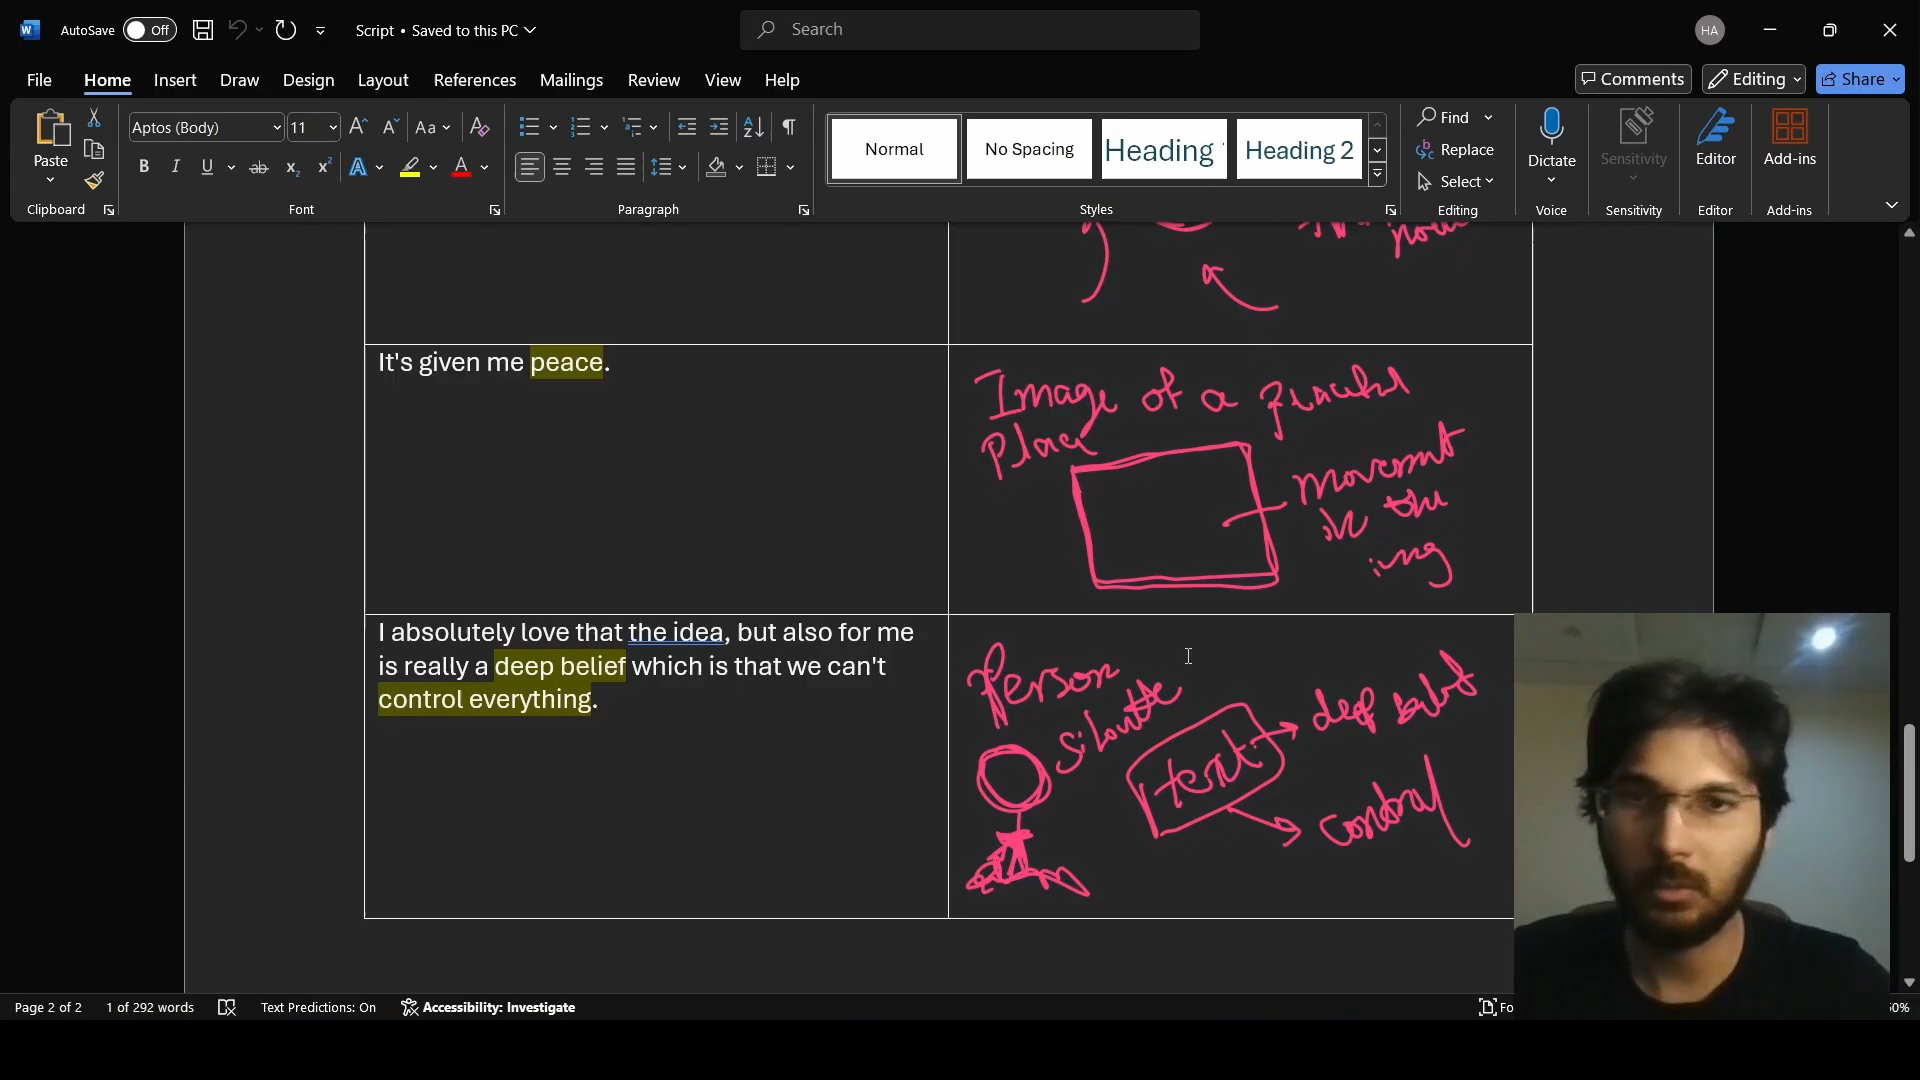 AutoSave Off Script • Saved to this PC Search HA
File Home Insert Draw Design Layout References Mailings Review View Help Comments Editing Share
Paste Aptos (Body) 11 Aa Normal No Spacing Heading Heading 2 Find Replace Select Dictate Sensitivity Editor Add-ins
Clipboard Font Paragraph Styles Editing Voice Sensitivity Editor Add-ins
It's given me peace.
Image of a
Place
movement
in the
img
I absolutely love that the idea, but also for me
is really a deep belief which is that we can't
control everything.
Person
text
deep
control
Page 2 of 2 1 of 292 words Text Predictions: On Accessibility: Investigate Fo 50%